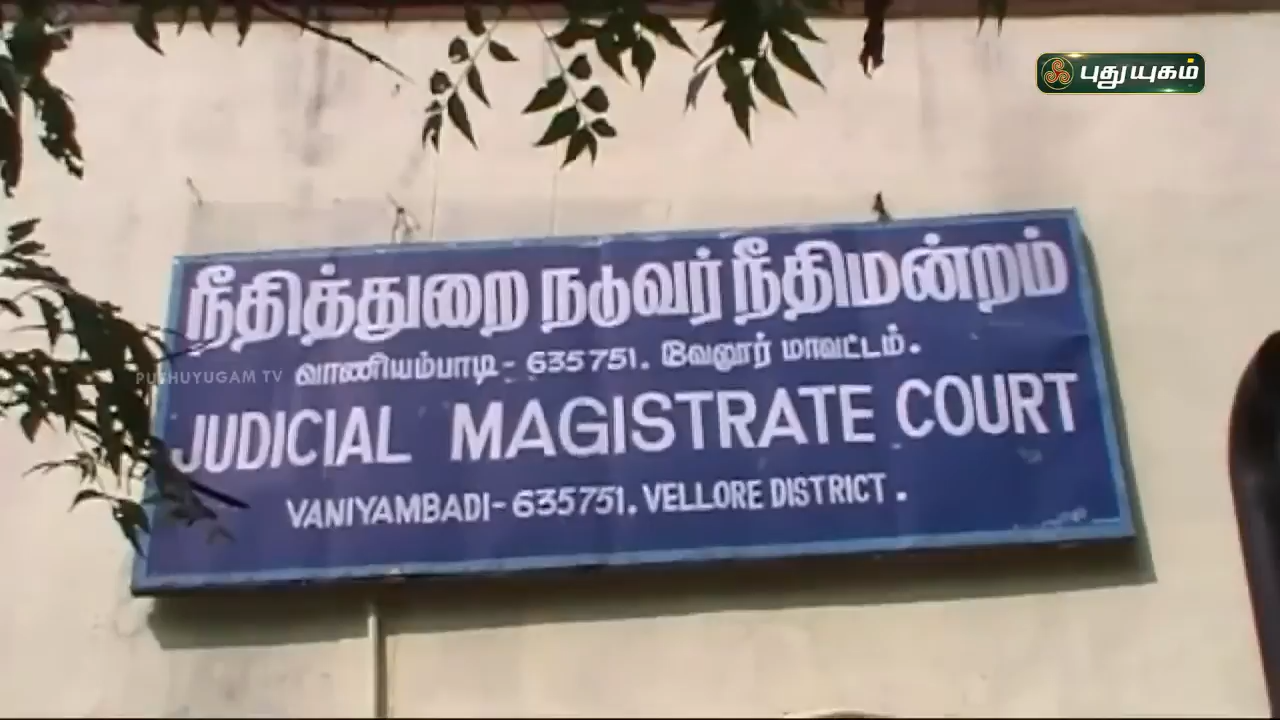 புதுயுகம்
நீதித்துறை நடுவர் நீதிமன்றம்
வாணியம்பாடி - 635751. வேலூர் மாவட்டம்.
PUTHUYUGAM TV
JUDICIAL MAGISTRATE COURT
VANIYAMBADI - 635751. VELLORE DISTRICT.